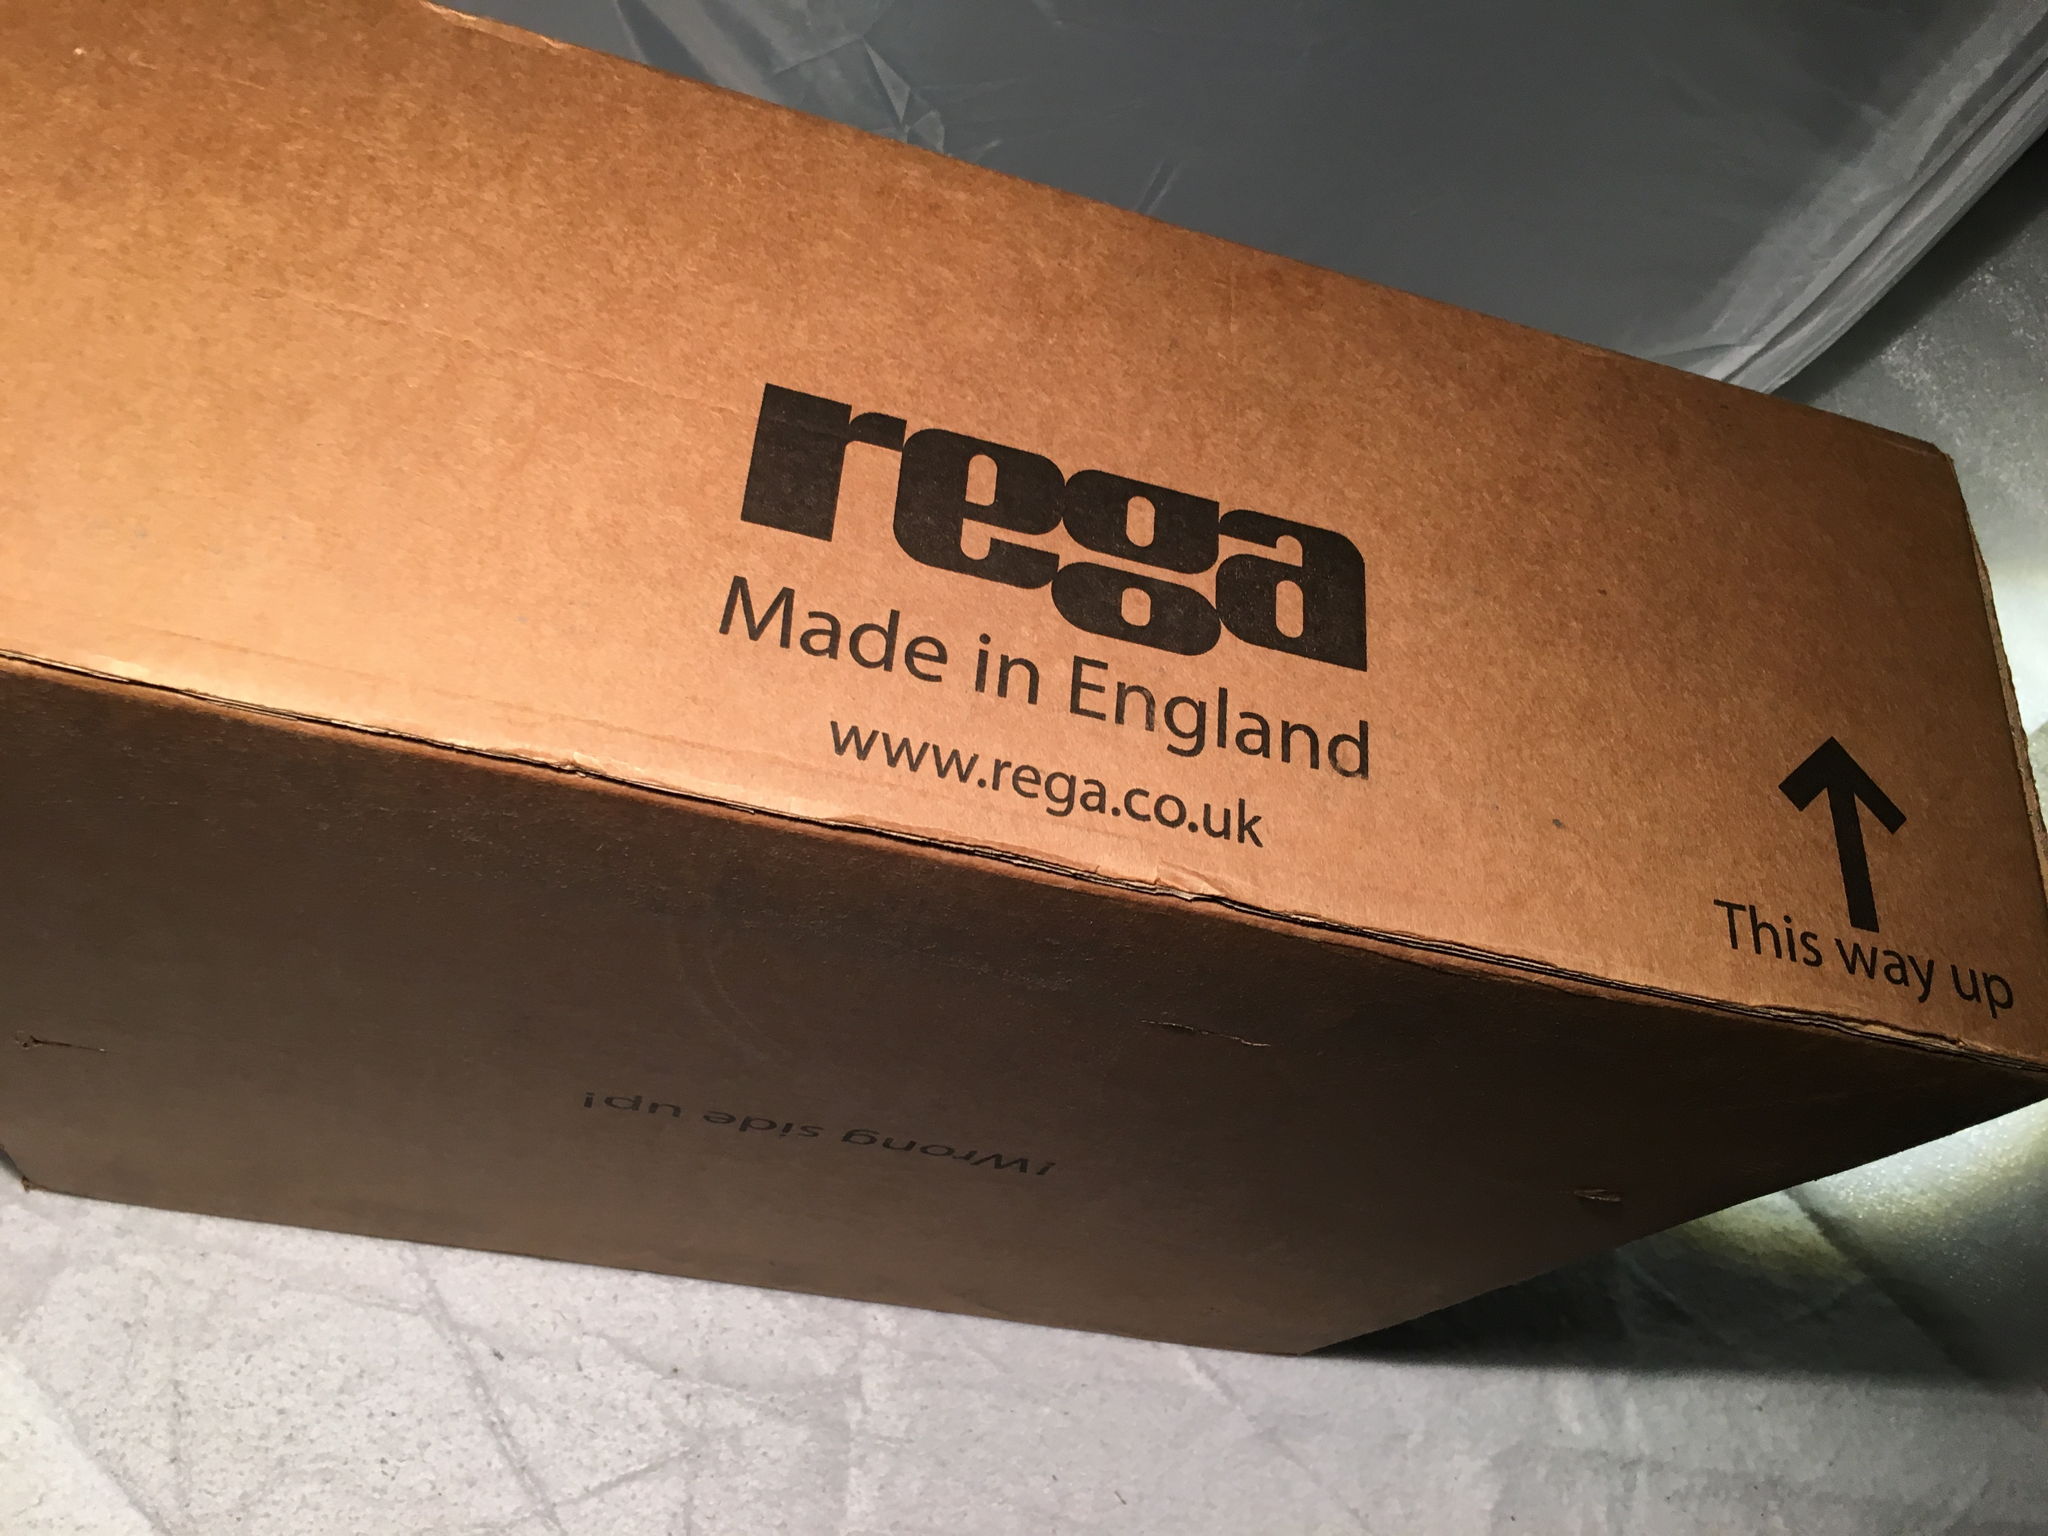 rega
Made in England
www.rega.co.uk
This way up
¡Wrong side up!